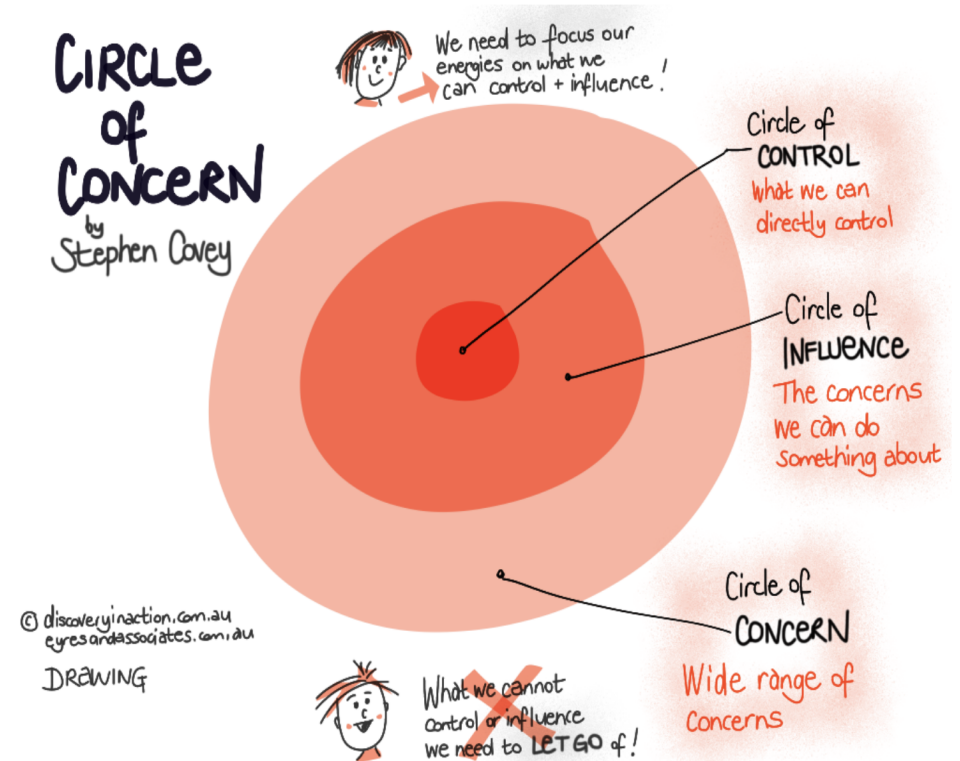 CIRCLE
of
CONCERN
by
Stephen Covey
We need to focus our
energies on what we
can control + influence!
Circle of
CONTROL
What we can
directly control
Circle of
INFLUENCE
The concerns
we can do
something about
Circle of
CONCERN
Wide range of
concerns
© discoveryinaction.com.au
eyresandassociates.com.au
DRAWING
What we cannot
control or influence
we need to LET GO of!